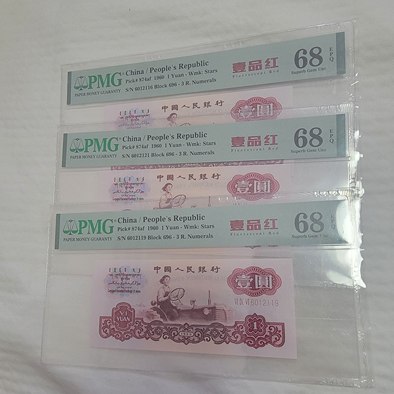 PMG
PAPER MONEY GUARANTY
China / People's Republic
Pick# 874af 1960 1 Yuan - Wmk: Stars
S/N 6012116 Block 696 - 3 R. Numerals
壹品红
68 EPQ
Superb Gem Unc
中国人民银行
壹圆
PMG
PAPER MONEY GUARANTY
China / People's Republic
Pick# 874af 1960 1 Yuan - Wmk: Stars
S/N 6012121 Block 696 - 3 R. Numerals
壹品红
68 EPQ
Superb Gem Unc
中国人民银行
壹圆
PMG
PAPER MONEY GUARANTY
China / People's Republic
Pick# 874af 1960 1 Yuan - Wmk: Stars
S/N 6012119 Block 696 - 3 R. Numerals
壹品红
68
中国人民银行
壹圆
YI YUAN